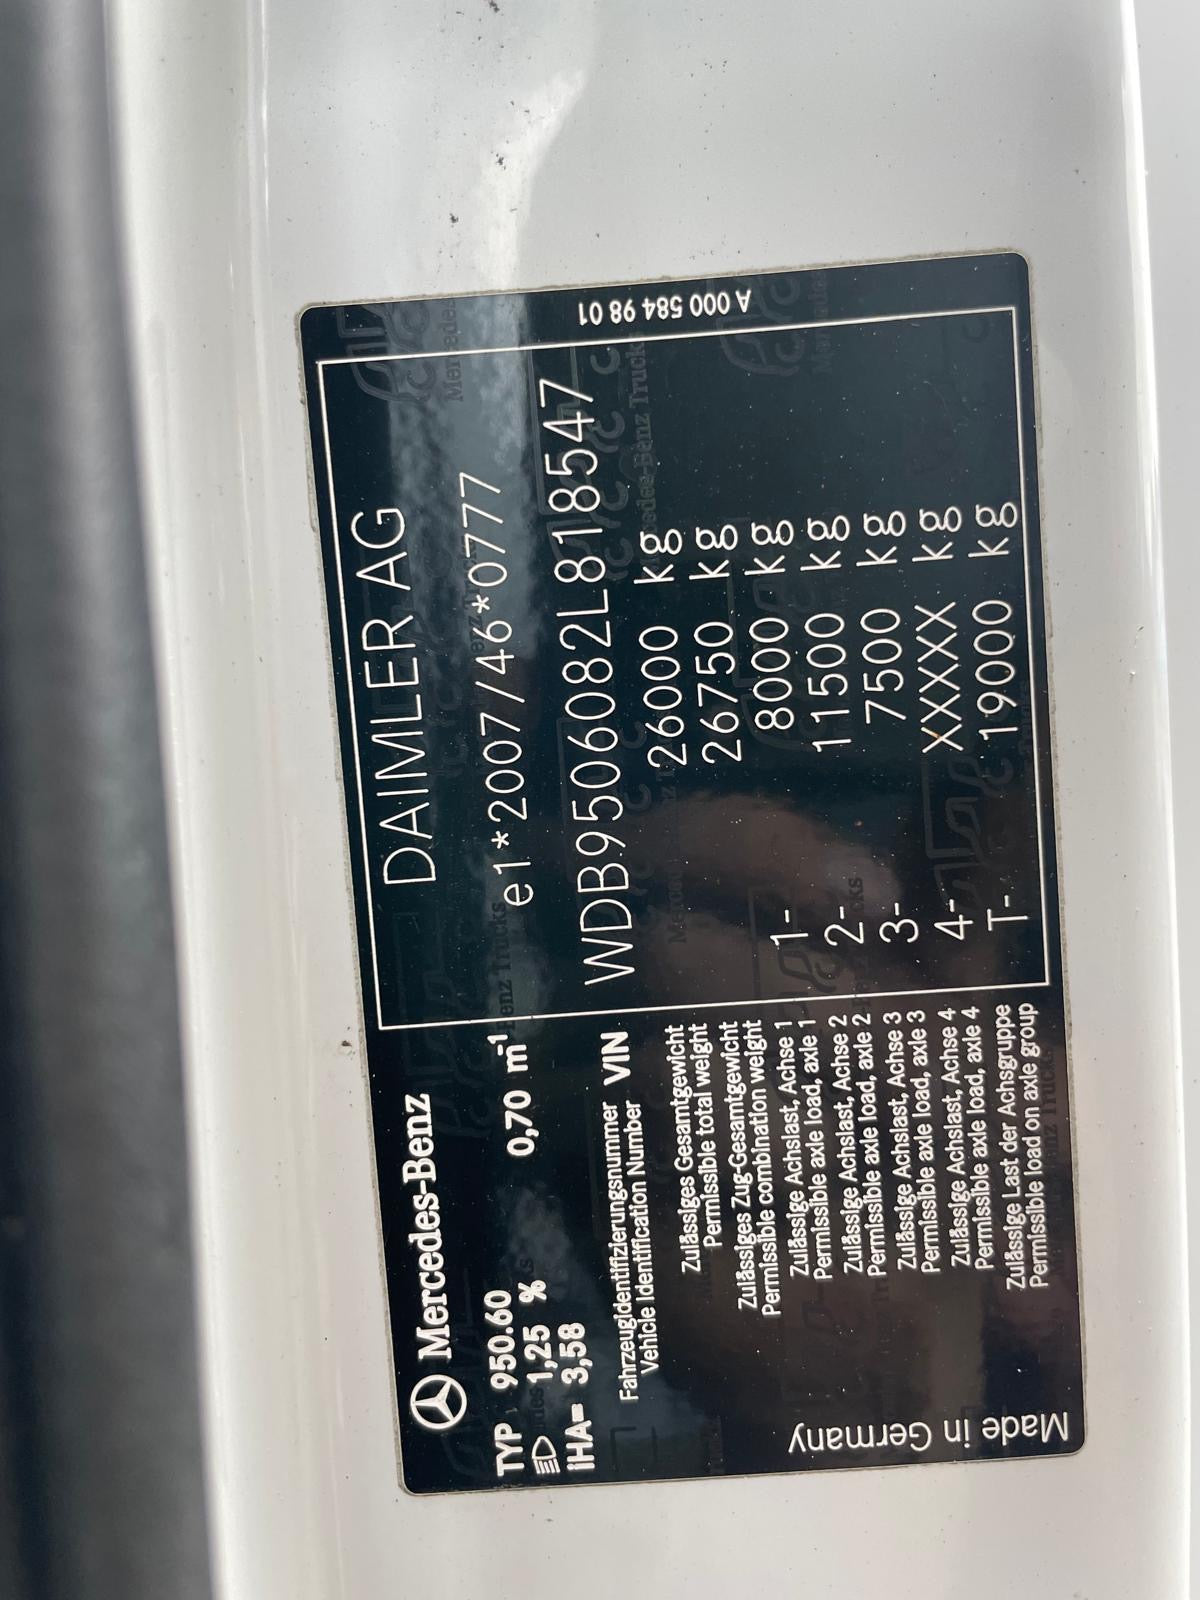 Mercedes-Benz DAIMLER AG
TYP 950.60 0,70 m⁻¹ e1*2007/46*0777
1,25 %
iHA= 3,58
Fahrzeugidentifizierungsnummer
Vehicle Identification Number VIN WDB9506082L818547
Zulässiges Gesamtgewicht
Permissible total weight 26000 kg
Zulässiges Zug-Gesamtgewicht
Permissible combination weight 26750 kg
Zulässige Achslast, Achse 1
Permissible axle load, axle 1 1- 8000 kg
Zulässige Achslast, Achse 2
Permissible axle load, axle 2 2- 11500 kg
Zulässige Achslast, Achse 3
Permissible axle load, axle 3 3- 7500 kg
Zulässige Achslast, Achse 4
Permissible axle load, axle 4 4- XXXXX kg
Zulässige Last der Achsgruppe
Permissible load on axle group T- 19000 kg
Made in Germany
A 000 584 98 01